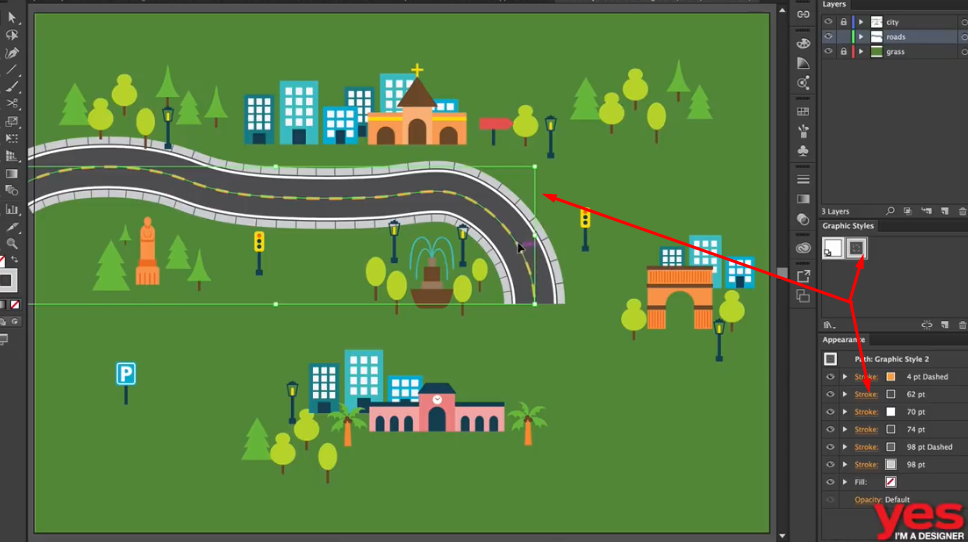 Layers
city
roads
grass
3 Layers
Graphic Styles
Appearance
Path: Graphic Style 2
Stroke: 4 pt Dashed
Stroke: 62 pt
Stroke: 70 pt
Stroke: 74 pt
Stroke: 98 pt Dashed
Stroke: 98 pt
Fill:
Opacity: Default
P
yes
I'M A DESIGNER